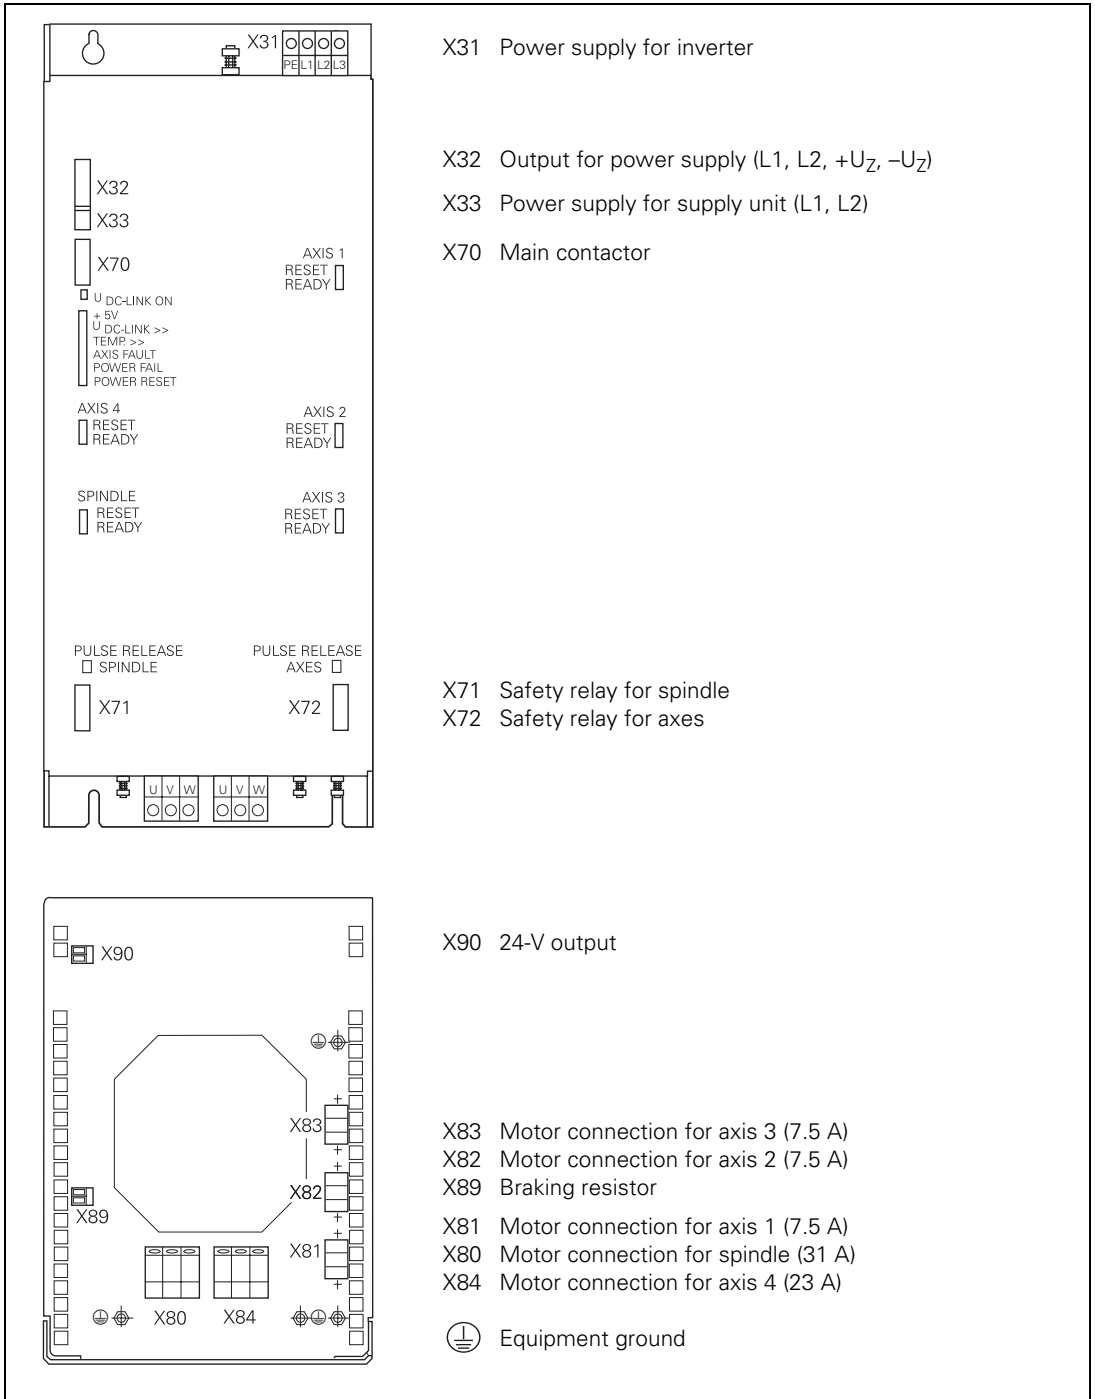 X31
PE L1 L2 L3
X31 Power supply for inverter
X32 Output for power supply (L1, L2, +UZ, –UZ)
X32
X33 Power supply for supply unit (L1, L2)
X33
X70 Main contactor
X70
AXIS 1
RESET
READY
U DC-LINK ON
+ 5V
U DC-LINK >>
TEMP. >>
AXIS FAULT
POWER FAIL
POWER RESET
AXIS 4
RESET
READY
AXIS 2
RESET
READY
SPINDLE
RESET
READY
AXIS 3
RESET
READY
PULSE RELEASE
SPINDLE
PULSE RELEASE
AXES
X71
X72
X71 Safety relay for spindle
X72 Safety relay for axes
U V W
U V W
X90
X90 24-V output
X83
X83 Motor connection for axis 3 (7.5 A)
X82 Motor connection for axis 2 (7.5 A)
X82
X89 Braking resistor
X89
X81 Motor connection for axis 1 (7.5 A)
X81
X80 Motor connection for spindle (31 A)
X84 Motor connection for axis 4 (23 A)
X80
X84
Equipment ground